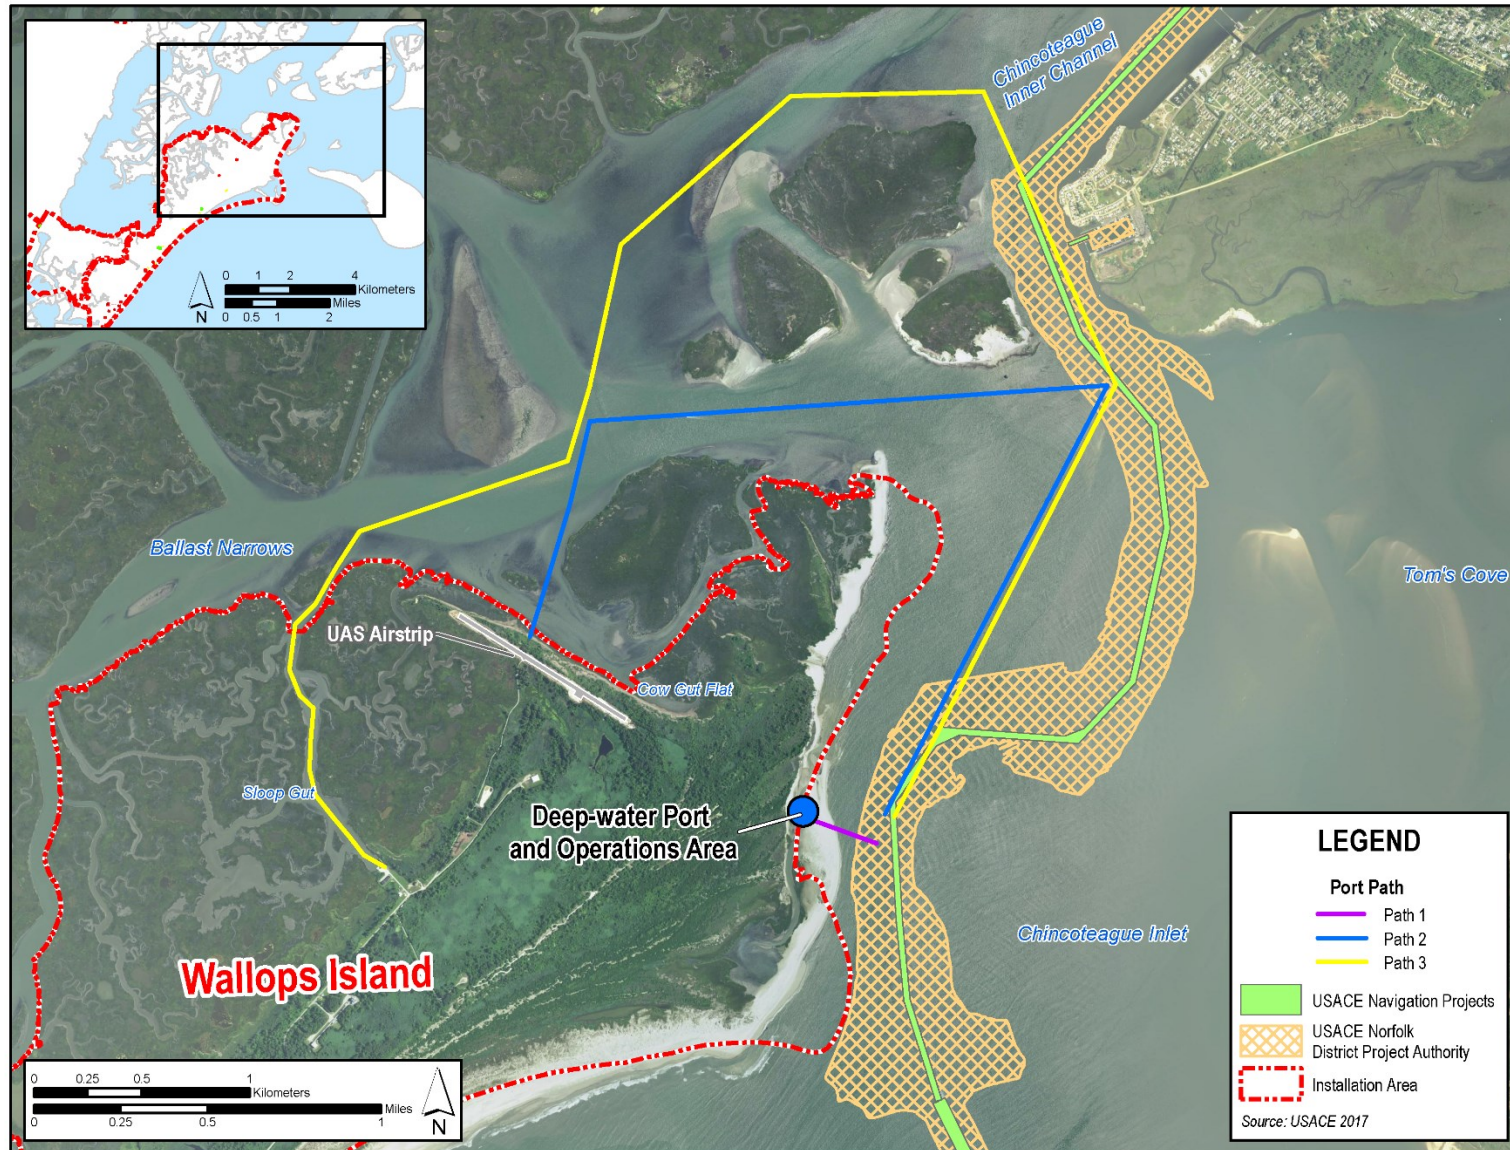 0 1 2 4
Kilometers
Miles
0 0.5 1 2
N
Chincoteague
Inner Channel
Ballast Narrows
Tom's Cove
UAS Airstrip
Cow Gut Flat
Sloop Gut
Deep-water Port
and Operations Area
Wallops Island
Chincoteague Inlet
0 0.25 0.5 1
Kilometers
Miles
0 0.25 0.5 1
N
LEGEND
Port Path
Path 1
Path 2
Path 3
USACE Navigation Projects
USACE Norfolk
District Project Authority
Installation Area
Source: USACE 2017